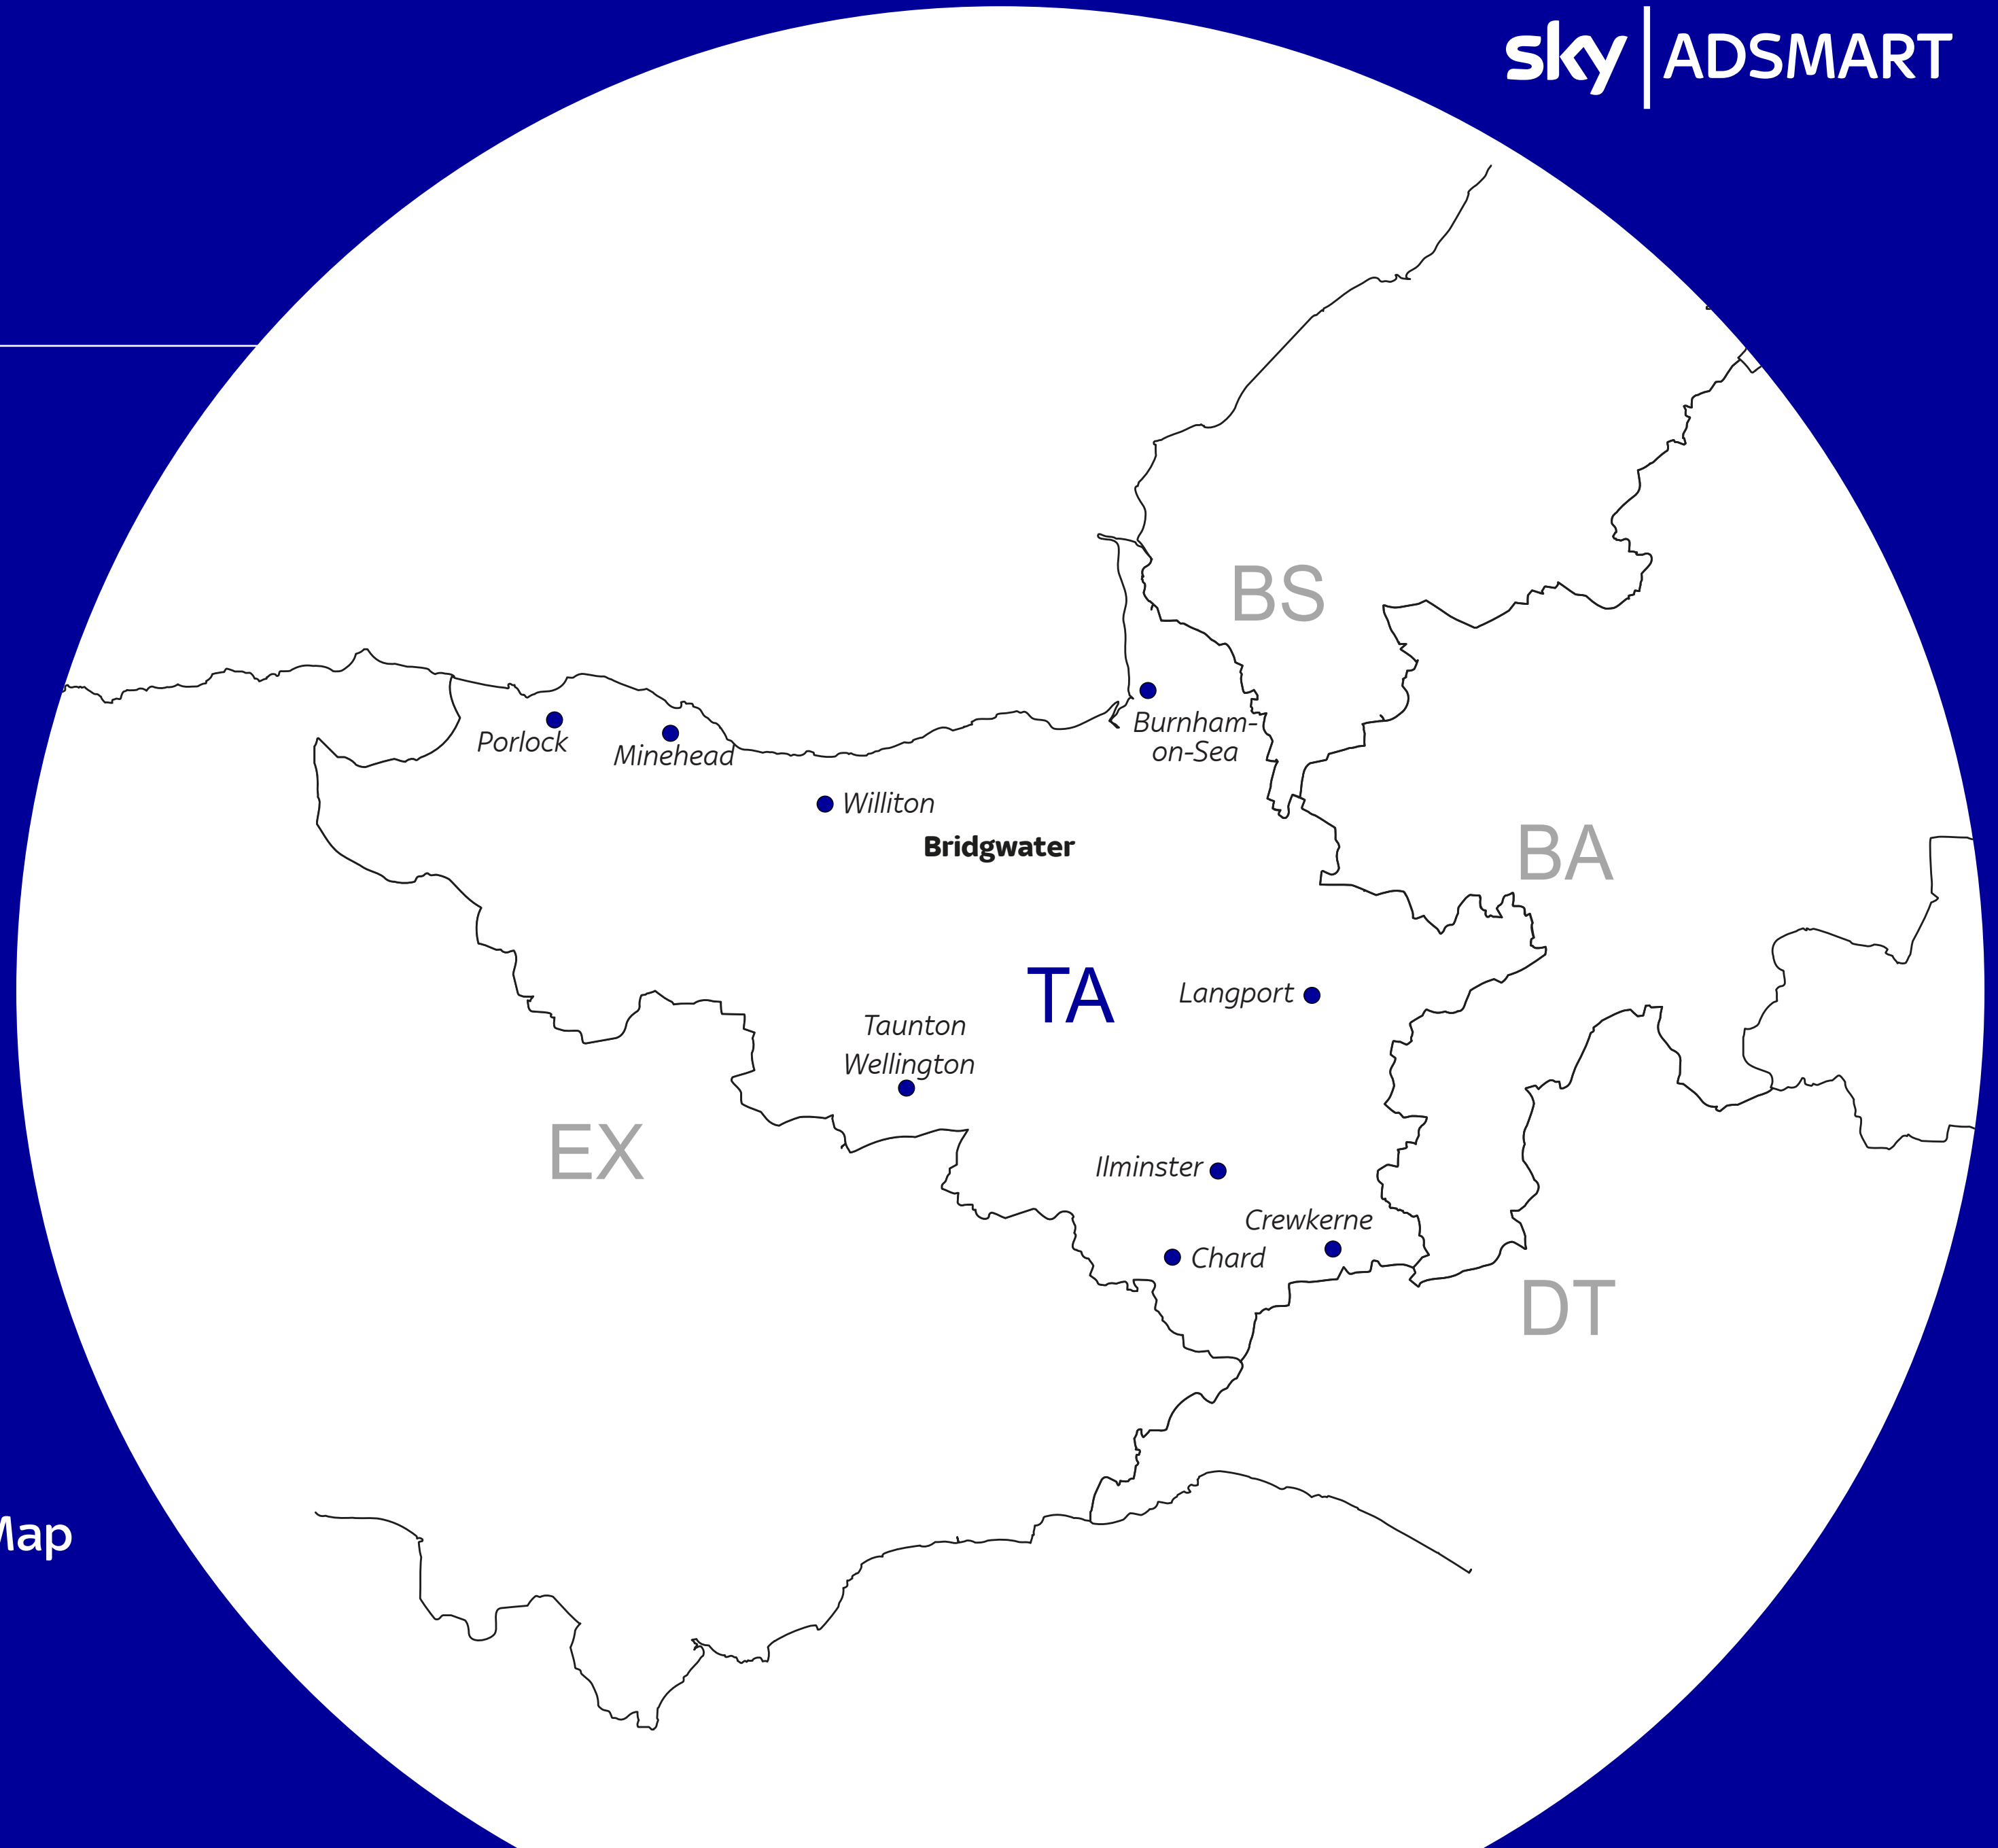 sky ADSMART
BS
Porlock
Minehead
Burnham-
on-Sea
Williton
Bridgwater
BA
TA
Langport
Taunton
Wellington
EX
Ilminster
Crewkerne
Chard
DT
Map